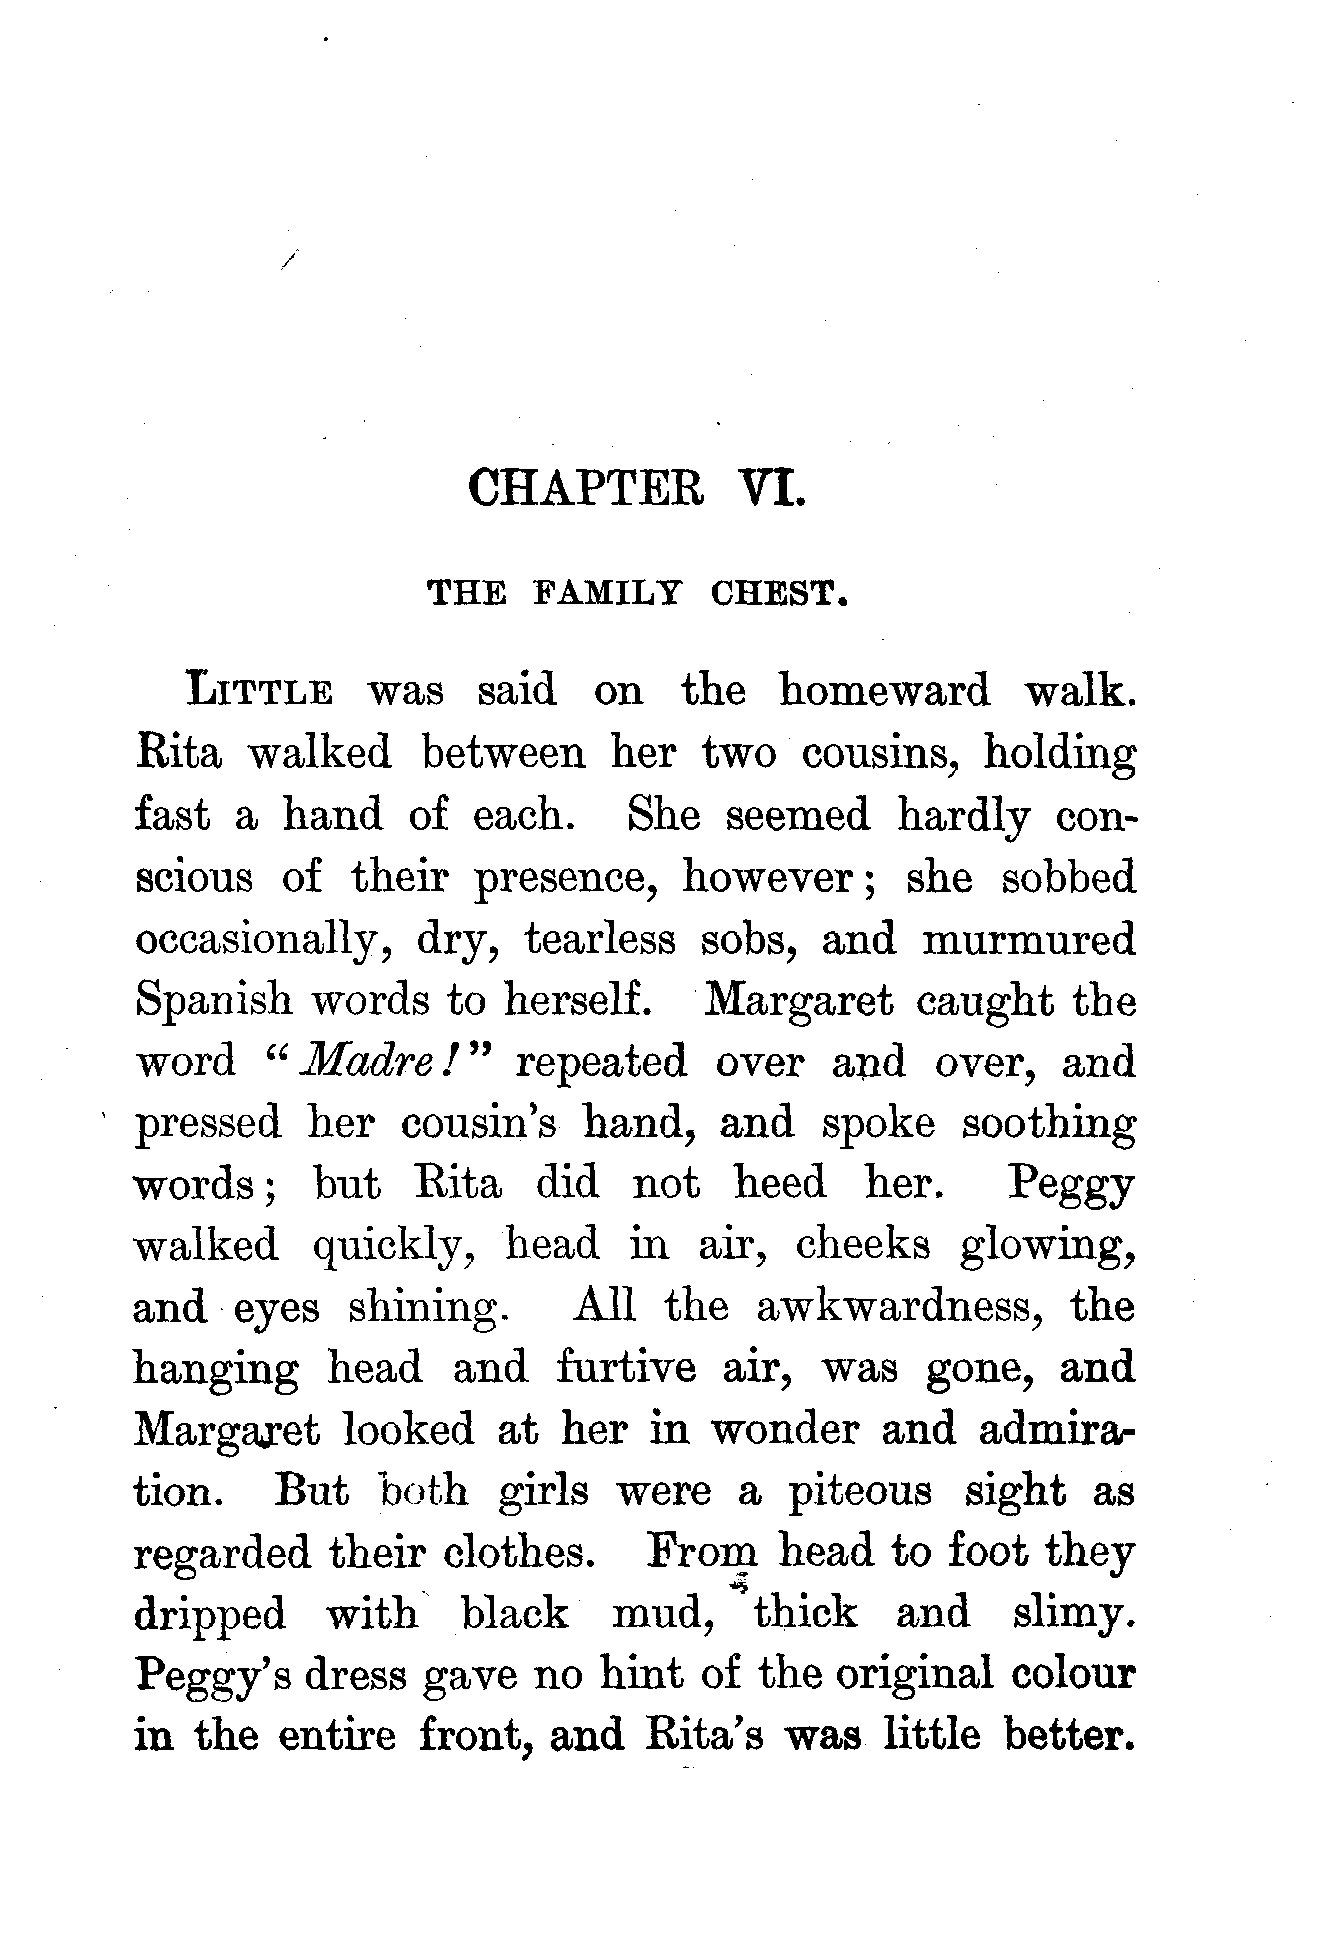 CHAPTER VI.
THE FAMILY CHEST.
LITTLE was said on the homeward walk.
Rita walked between her two cousins, holding
fast a hand of each. She seemed hardly con-
scious of their presence, however; she sobbed
occasionally, dry, tearless sobs, and murmured
Spanish words to herself. Margaret caught the
word "Madre!" repeated over and over, and
pressed her cousin's hand, and spoke soothing
words; but Rita did not heed her. Peggy
walked quickly, head in air, cheeks glowing,
and eyes shining. All the awkwardness, the
hanging head and furtive air, was gone, and
Margaret looked at her in wonder and admira-
tion. But both girls were a piteous sight as
regarded their clothes. From head to foot they
dripped with black mud, thick and slimy.
Peggy's dress gave no hint of the original colour
in the entire front, and Rita's was little better.